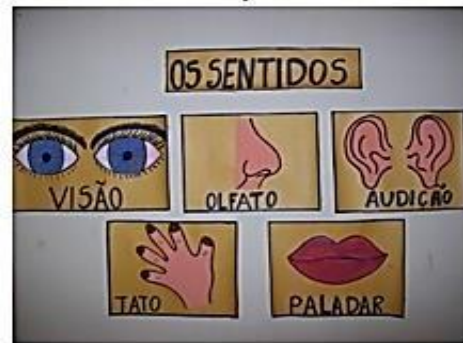 OS SENTIDOS
VISÃO
OLFATO
AUDIÇÃO
TATO
PALADAR